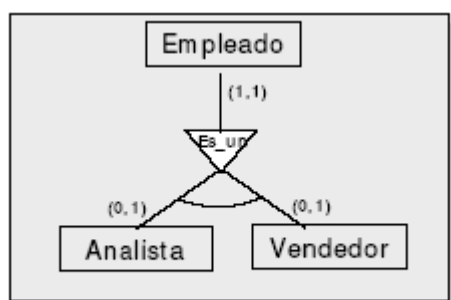 Empleado
(1,1)
Es_un
(0,1)
(0,1)
Analista
Vendedor